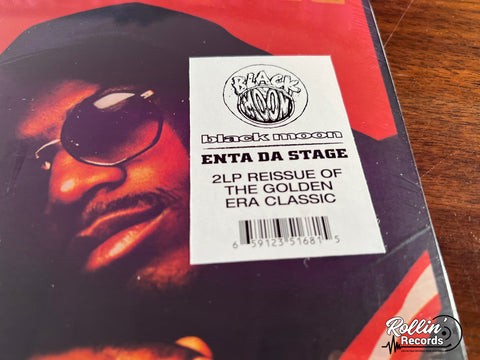 BLACK
MOON
black moon
ENTA DA STAGE
2LP REISSUE OF
THE GOLDEN
ERA CLASSIC
6 59123 51681 5
Rollin'
Records